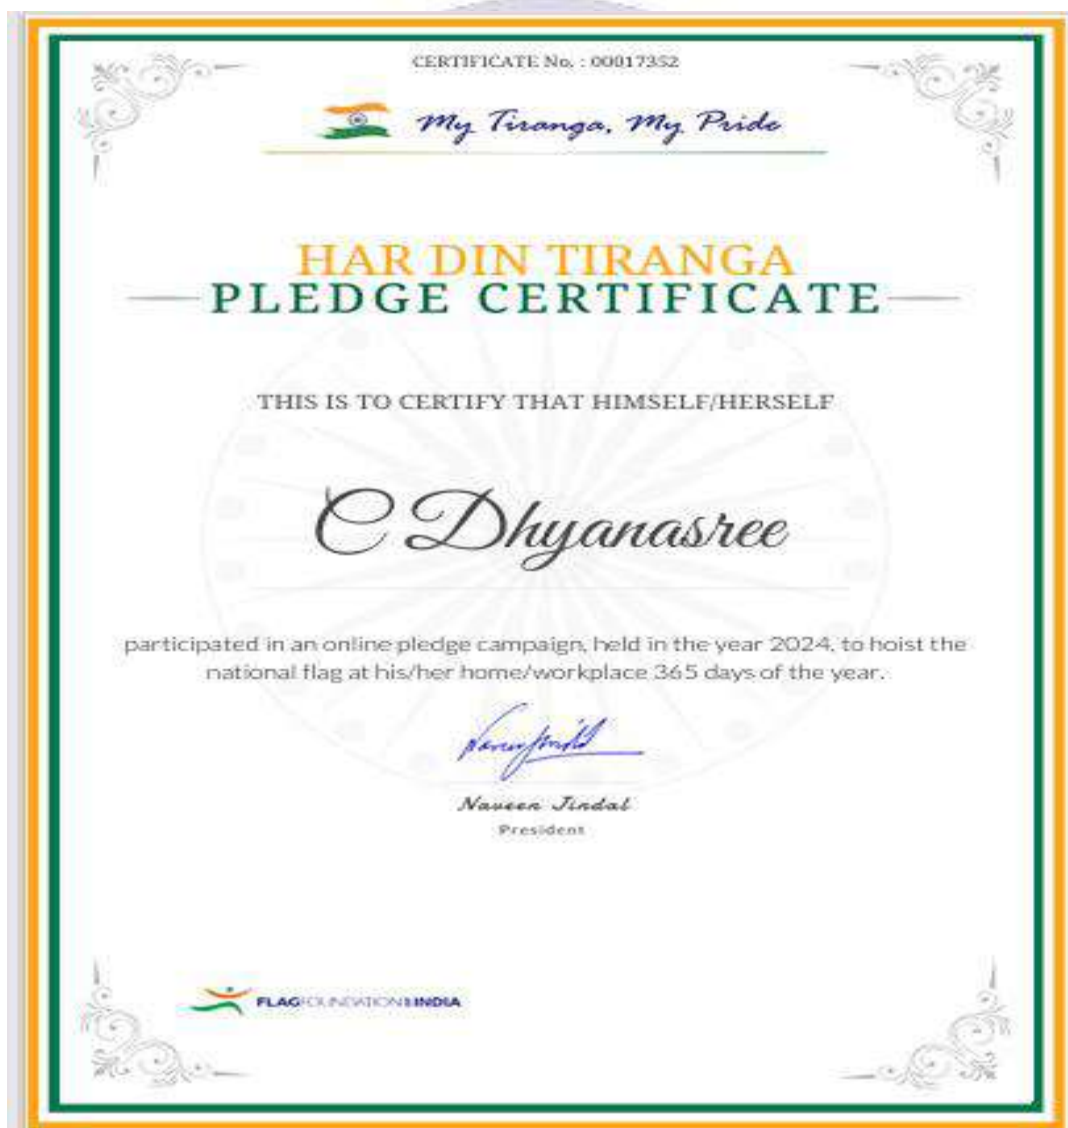 CERTIFICATE No. : 00017352
My Tiranga, My Pride
HAR DIN TIRANGA
PLEDGE CERTIFICATE
THIS IS TO CERTIFY THAT HIMSELF/HERSELF
C Dhyanasree
participated in an online pledge campaign, held in the year 2024, to hoist the
national flag at his/her home/workplace 365 days of the year.
Naveen Jindal
President
FLAG FOUNDATION OF INDIA